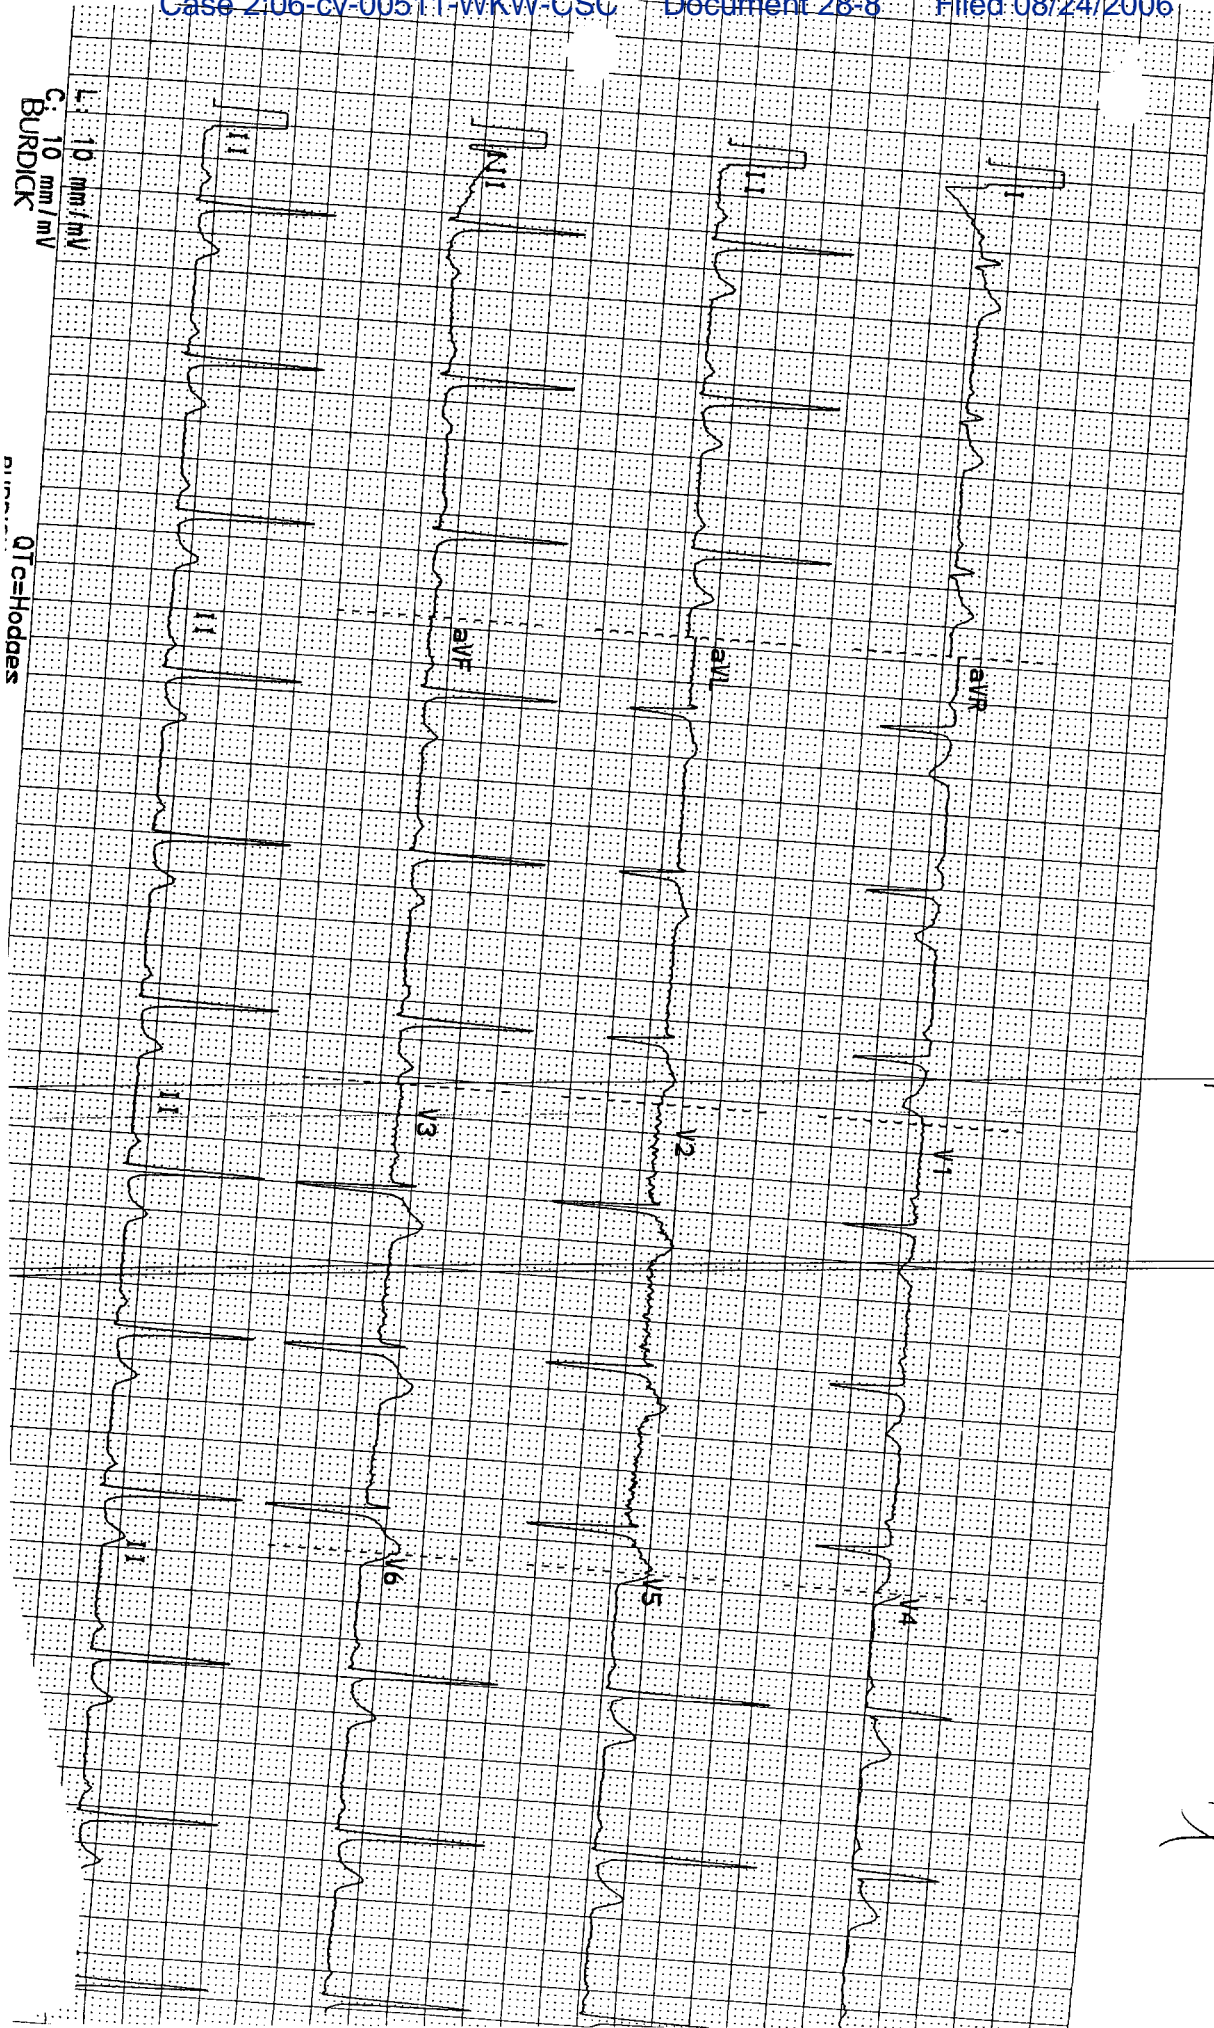 Case 2:06-cv-00511-WKW-CSC Document 28-8 Filed 08/24/2006
I aVR V1 V4
II aVL V2 V5
III aVF V3 V6
II II II II
L: 10 mm/mV
C: 10 mm/mV
BURDICK
QTc=Hodges